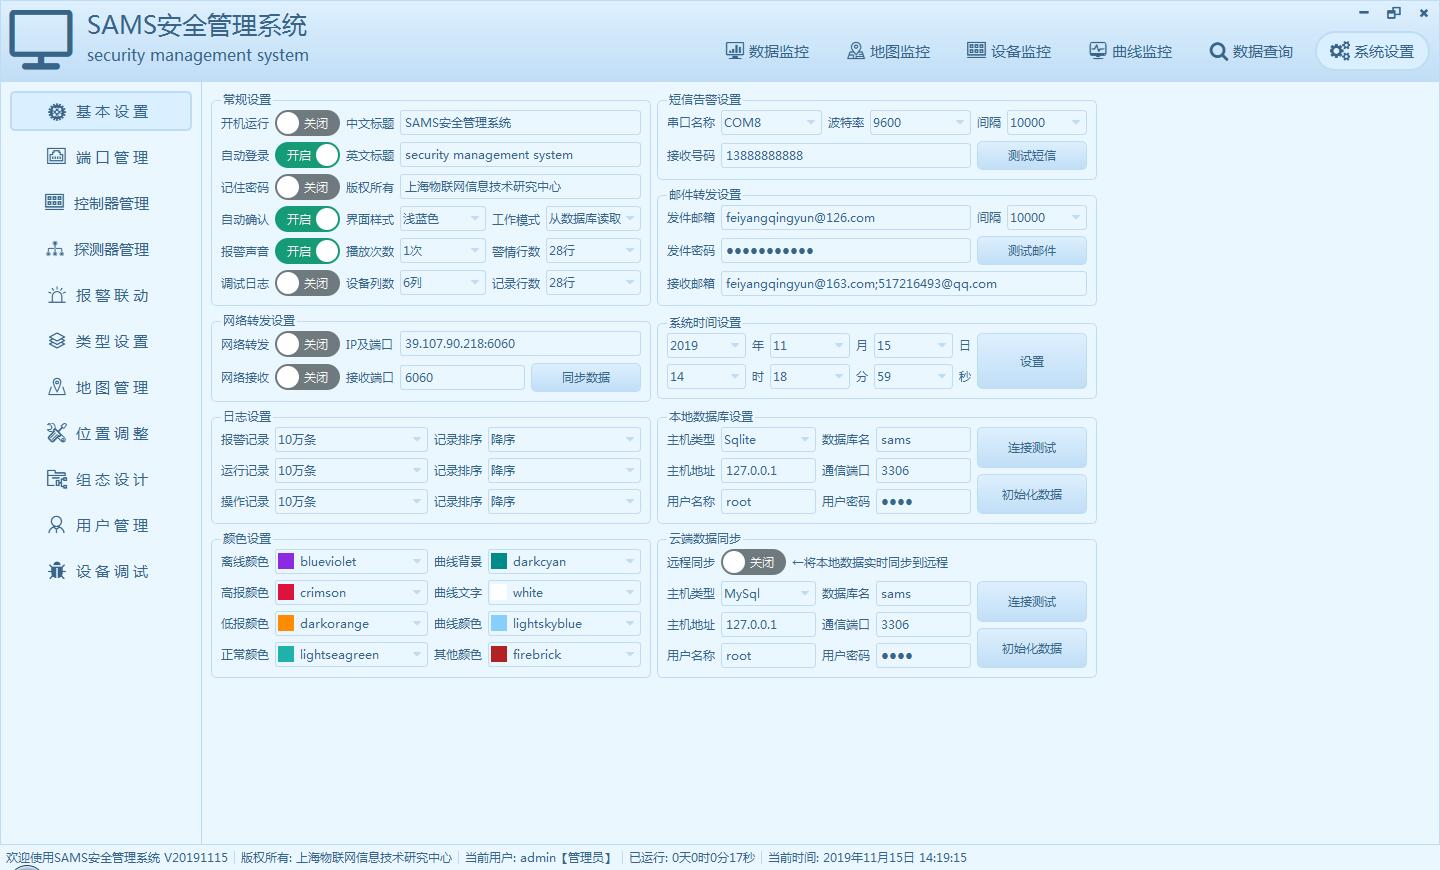 SAMS安全管理系统
security management system
数据监控
地图监控
设备监控
曲线监控
数据查询
系统设置
基本设置
端口管理
控制器管理
探测器管理
报警联动
类型设置
地图管理
位置调整
组态设计
用户管理
设备调试
常规设置
开机运行 关闭 中文标题 SAMS安全管理系统
自动登录 开启 英文标题 security management system
记住密码 关闭 版权所有 上海物联网信息技术研究中心
自动确认 开启 界面样式 浅蓝色 工作模式 从数据库读取
报警声音 开启 播放次数 1次 警情行数 28行
调试日志 关闭 设备列数 6列 记录行数 28行
网络转发设置
网络转发 关闭 IP及端口 39.107.90.218:6060
网络接收 关闭 接收端口 6060 同步数据
日志设置
报警记录 10万条 记录排序 降序
运行记录 10万条 记录排序 降序
操作记录 10万条 记录排序 降序
颜色设置
离线颜色 blueviolet 曲线背景 darkcyan
高报颜色 crimson 曲线文字 white
低报颜色 darkorange 曲线颜色 lightskyblue
正常颜色 lightseagreen 其他颜色 firebrick
短信告警设置
串口名称 COM8 波特率 9600 间隔 10000
接收号码 13888888888 测试短信
邮件转发设置
发件邮箱 feiyangqingyun@126.com 间隔 10000
发件密码 ●●●●●●●●●●● 测试邮件
接收邮箱 feiyangqingyun@163.com;517216493@qq.com
系统时间设置
2019 年 11 月 15 日
14 时 18 分 59 秒
设置
本地数据库设置
主机类型 Sqlite 数据库名 sams
连接测试
主机地址 127.0.0.1 通信端口 3306
用户名称 root 用户密码 ●●●●
初始化数据
云端数据同步
远程同步 关闭 ←将本地数据实时同步到远程
主机类型 MySql 数据库名 sams
连接测试
主机地址 127.0.0.1 通信端口 3306
用户名称 root 用户密码 ●●●●
初始化数据
欢迎使用SAMS安全管理系统 V20191115 版权所有: 上海物联网信息技术研究中心 当前用户: admin【管理员】 已运行: 0天0时0分17秒 当前时间: 2019年11月15日 14:19:15